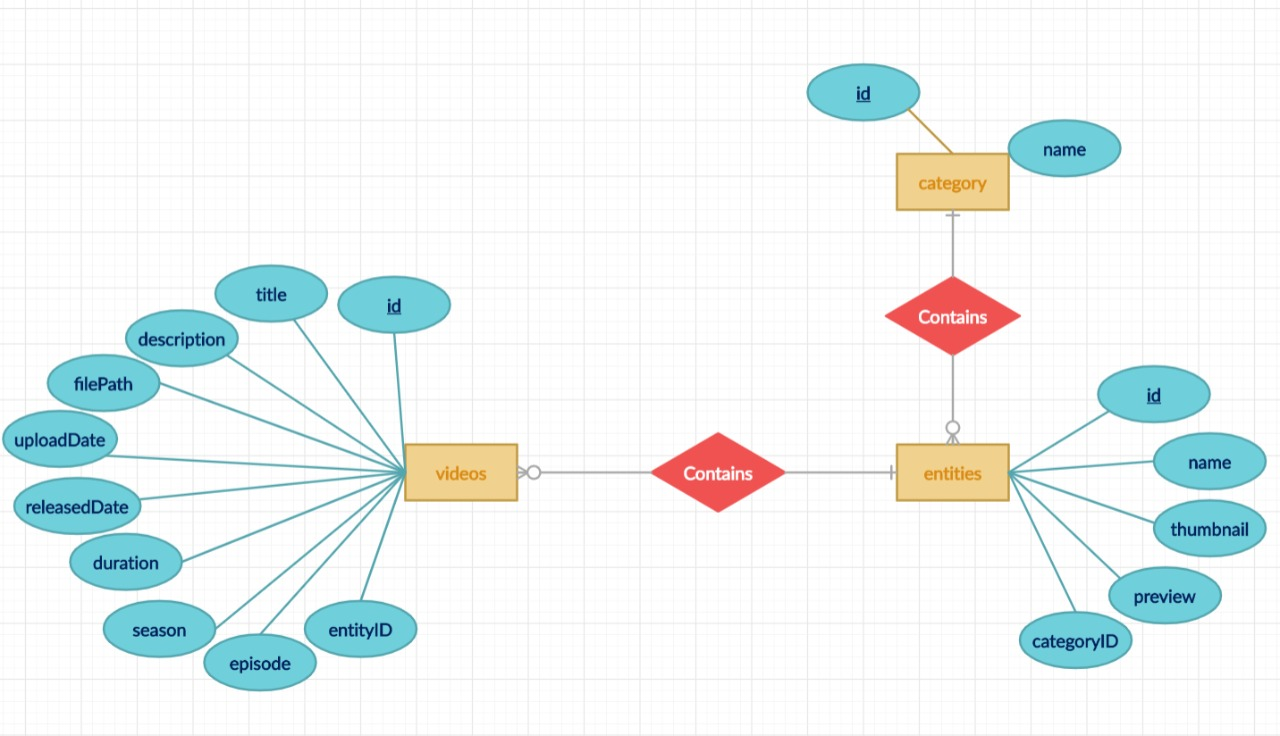 id
name
category
Contains
title
id
description
filePath
uploadDate
releasedDate
duration
season
episode
entityID
videos
Contains
entities
id
name
thumbnail
preview
categoryID